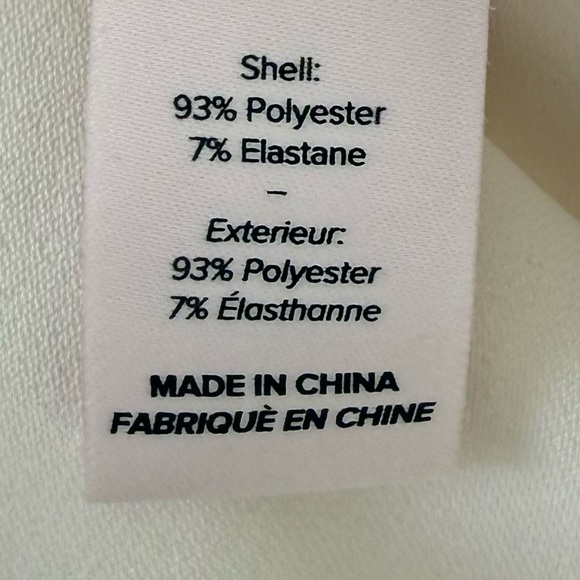 Shell:
93% Polyester
7% Elastane
–
Exterieur:
93% Polyester
7% Élasthanne
MADE IN CHINA
FABRIQUÈ EN CHINE